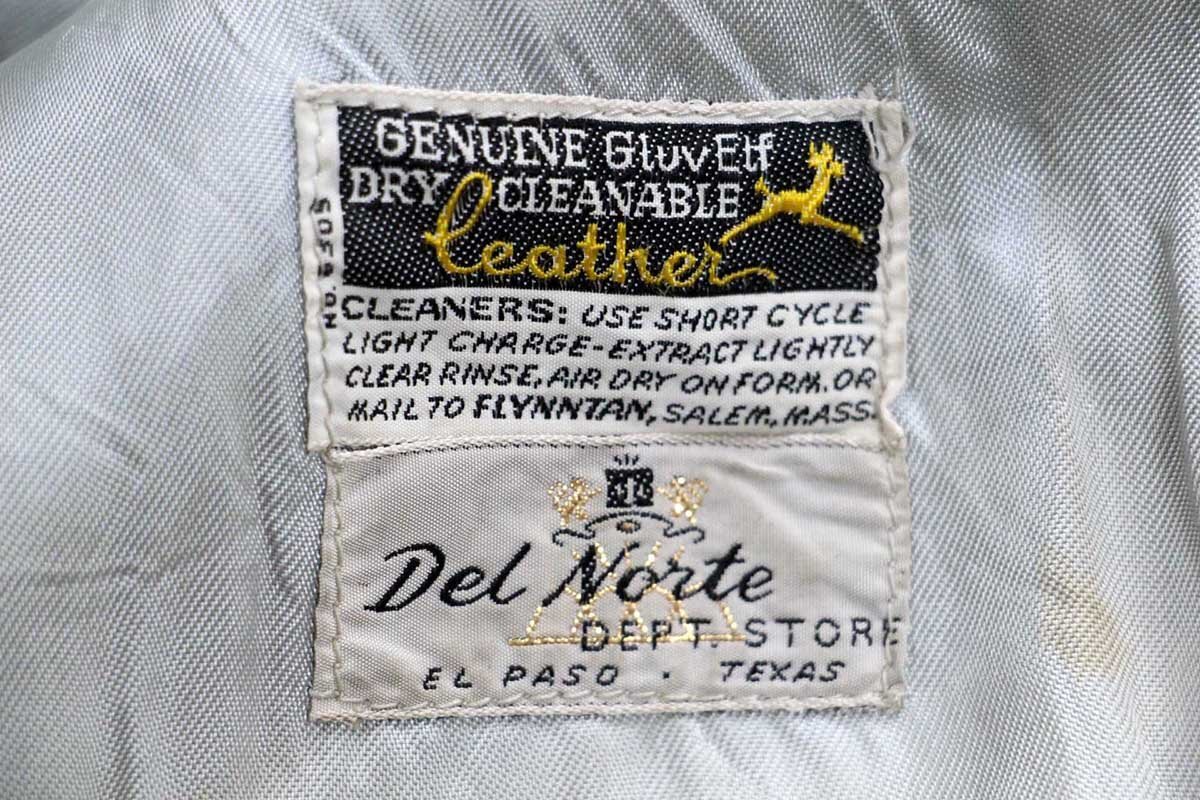 GENUINE GluvElf
DRY CLEANABLE
leather
CLEANERS: USE SHORT CYCLE
LIGHT CHARGE-EXTRACT LIGHTLY
CLEAR RINSE, AIR DRY ON FORM. OR
MAIL TO FLYNNTAN, SALEM, MASS.
Del Norte
DEPT. STORE
EL PASO · TEXAS